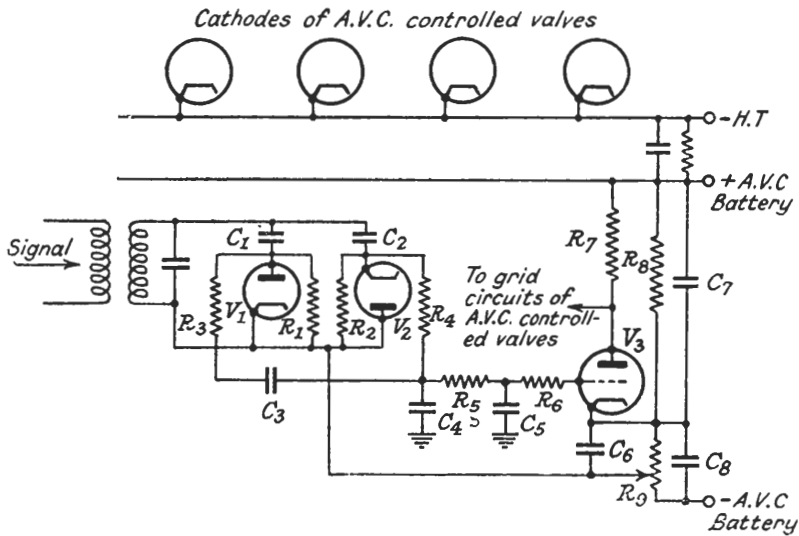 Cathodes of A.V.C. controlled valves
-H.T
+A.V.C
Battery
Signal
C1
C2
R3
V1
R1
R2
V2
R4
R7
R8
C7
To grid
circuits of
A.V.C. controll-
ed valves
V3
C3
R5
R6
C4
C5
C6
C8
R9
-A.V.C
Battery